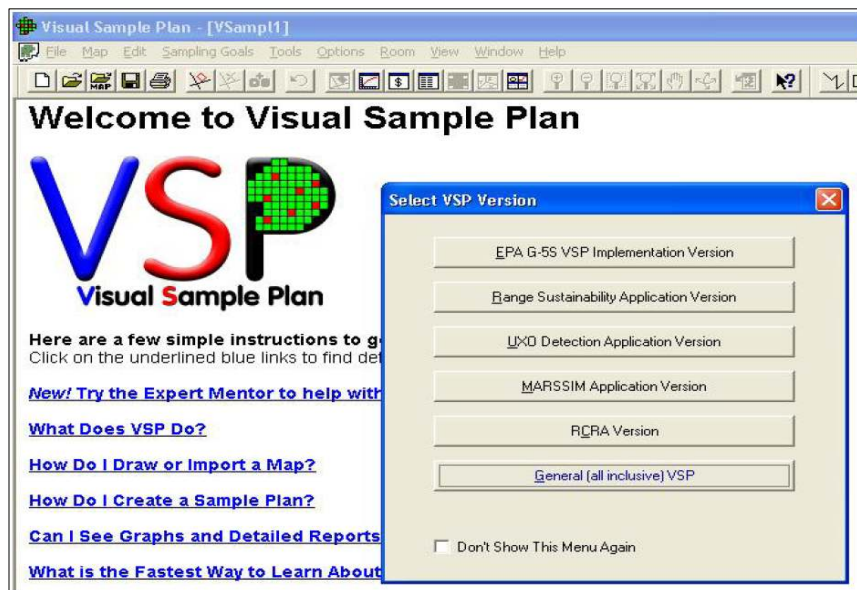 Visual Sample Plan - [VSampl1]
File Map Edit Sampling Goals Tools Options Room View Window Help
MAP
$
Welcome to Visual Sample Plan
VSP
Visual Sample Plan
Here are a few simple instructions to g
Click on the underlined blue links to find det
New! Try the Expert Mentor to help with
What Does VSP Do?
How Do I Draw or Import a Map?
How Do I Create a Sample Plan?
Can I See Graphs and Detailed Reports
What is the Fastest Way to Learn About
Select VSP Version
EPA G-5S VSP Implementation Version
Range Sustainability Application Version
UXO Detection Application Version
MARSSIM Application Version
RCRA Version
General (all inclusive) VSP
Don't Show This Menu Again